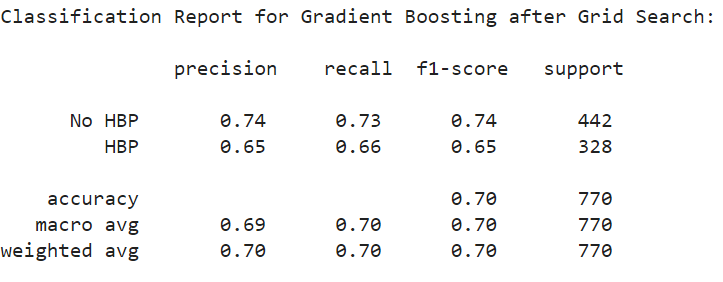 Classification Report for Gradient Boosting after Grid Search:
precision recall f1-score support
No HBP 0.74 0.73 0.74 442
HBP 0.65 0.66 0.65 328
accuracy 0.70 770
macro avg 0.69 0.70 0.70 770
weighted avg 0.70 0.70 0.70 770